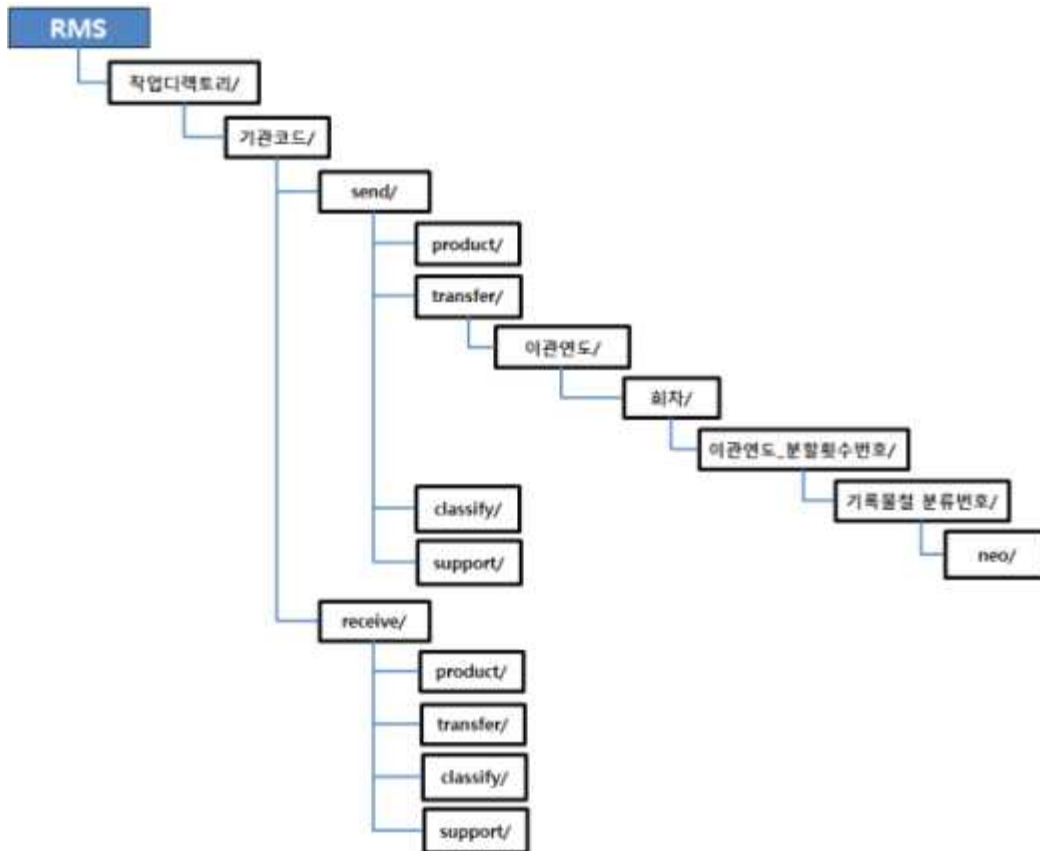 RMS
작업디렉토리/
기관코드/
send/
product/
transfer/
이관연도/
회차/
이관연도_분할횟수번호/
기록물철 분류번호/
neo/
classify/
support/
receive/
product/
transfer/
classify/
support/